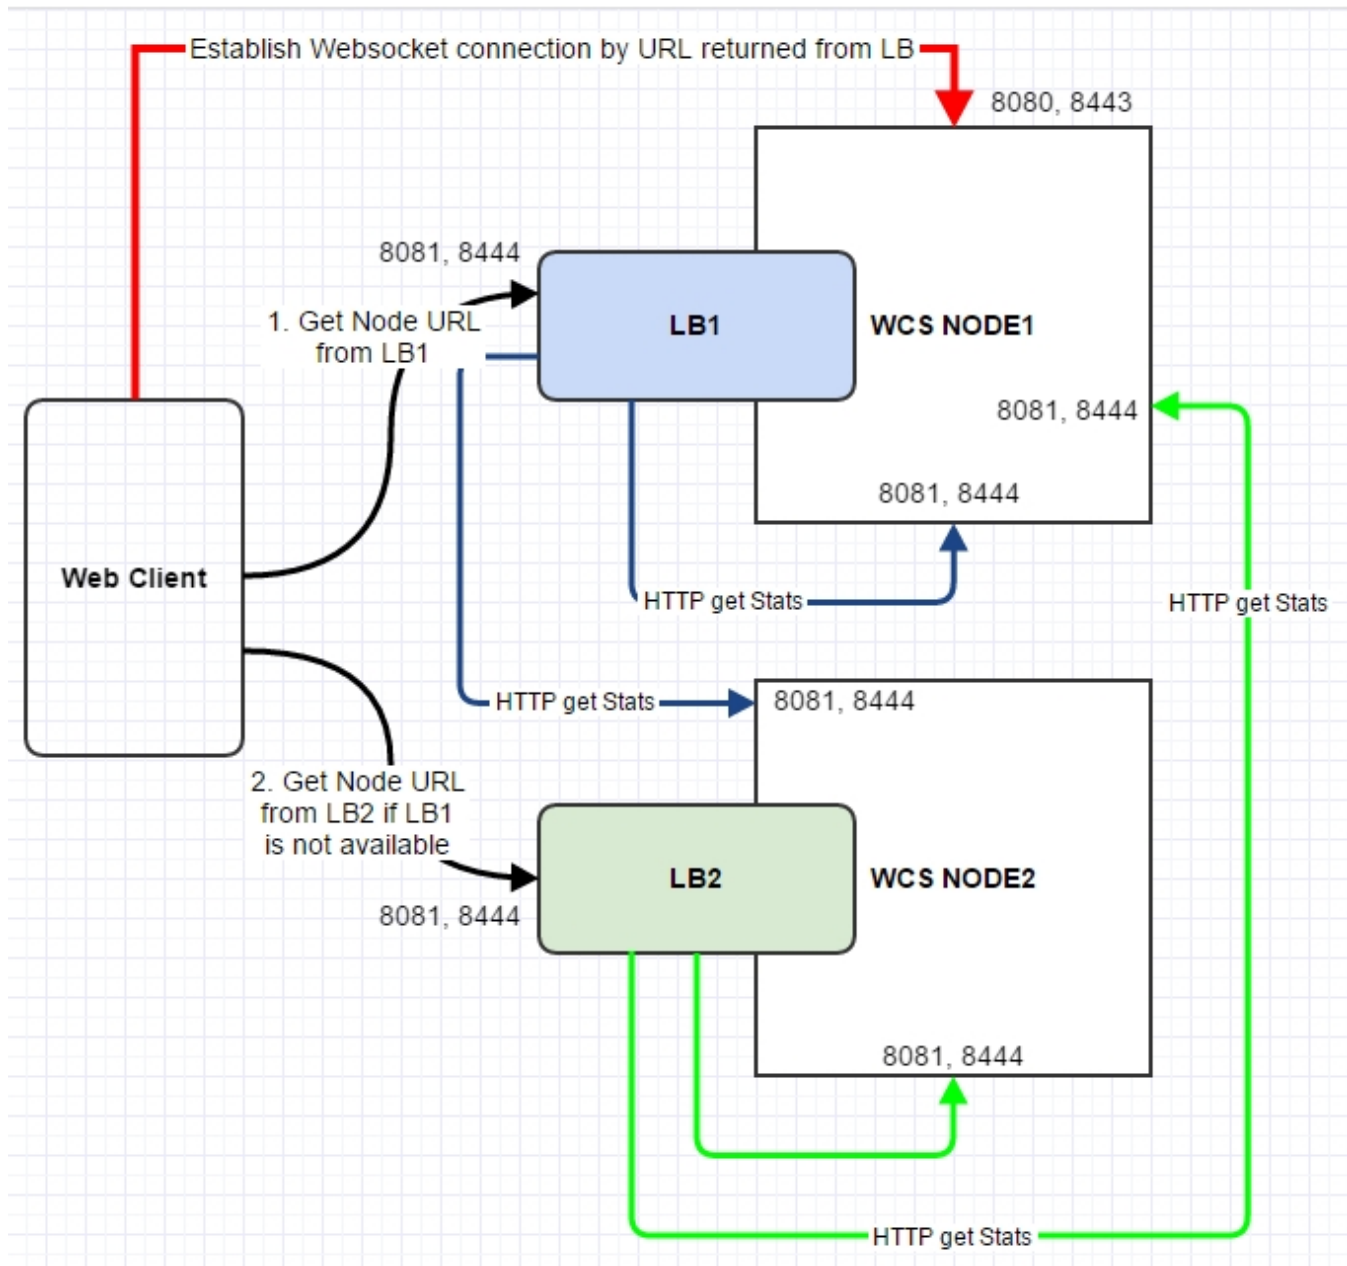 Establish Websocket connection by URL returned from LB
8080, 8443
8081, 8444
1. Get Node URL
from LB1
LB1
WCS NODE1
8081, 8444
8081, 8444
Web Client
HTTP get Stats
HTTP get Stats
HTTP get Stats
8081, 8444
2. Get Node URL
from LB2 if LB1
is not available
LB2
WCS NODE2
8081, 8444
8081, 8444
HTTP get Stats